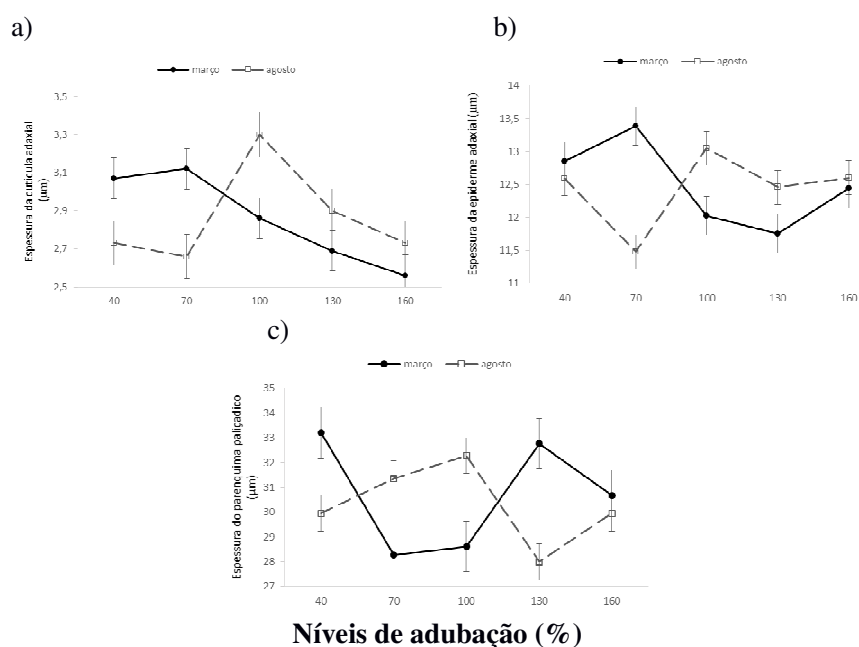 a)
março agosto
Espessura da cutícula adaxial
(µm)
3,5
3,3
3,1
2,9
2,7
2,5
40 70 100 130 160
b)
março agosto
Espessura da epiderme adaxial (µm)
14
13,5
13
12,5
12
11,5
11
40 70 100 130 160
c)
março agosto
Espessura do parenquima paliçádico
(µm)
35
34
33
32
31
30
29
28
27
40 70 100 130 160
Níveis de adubação (%)